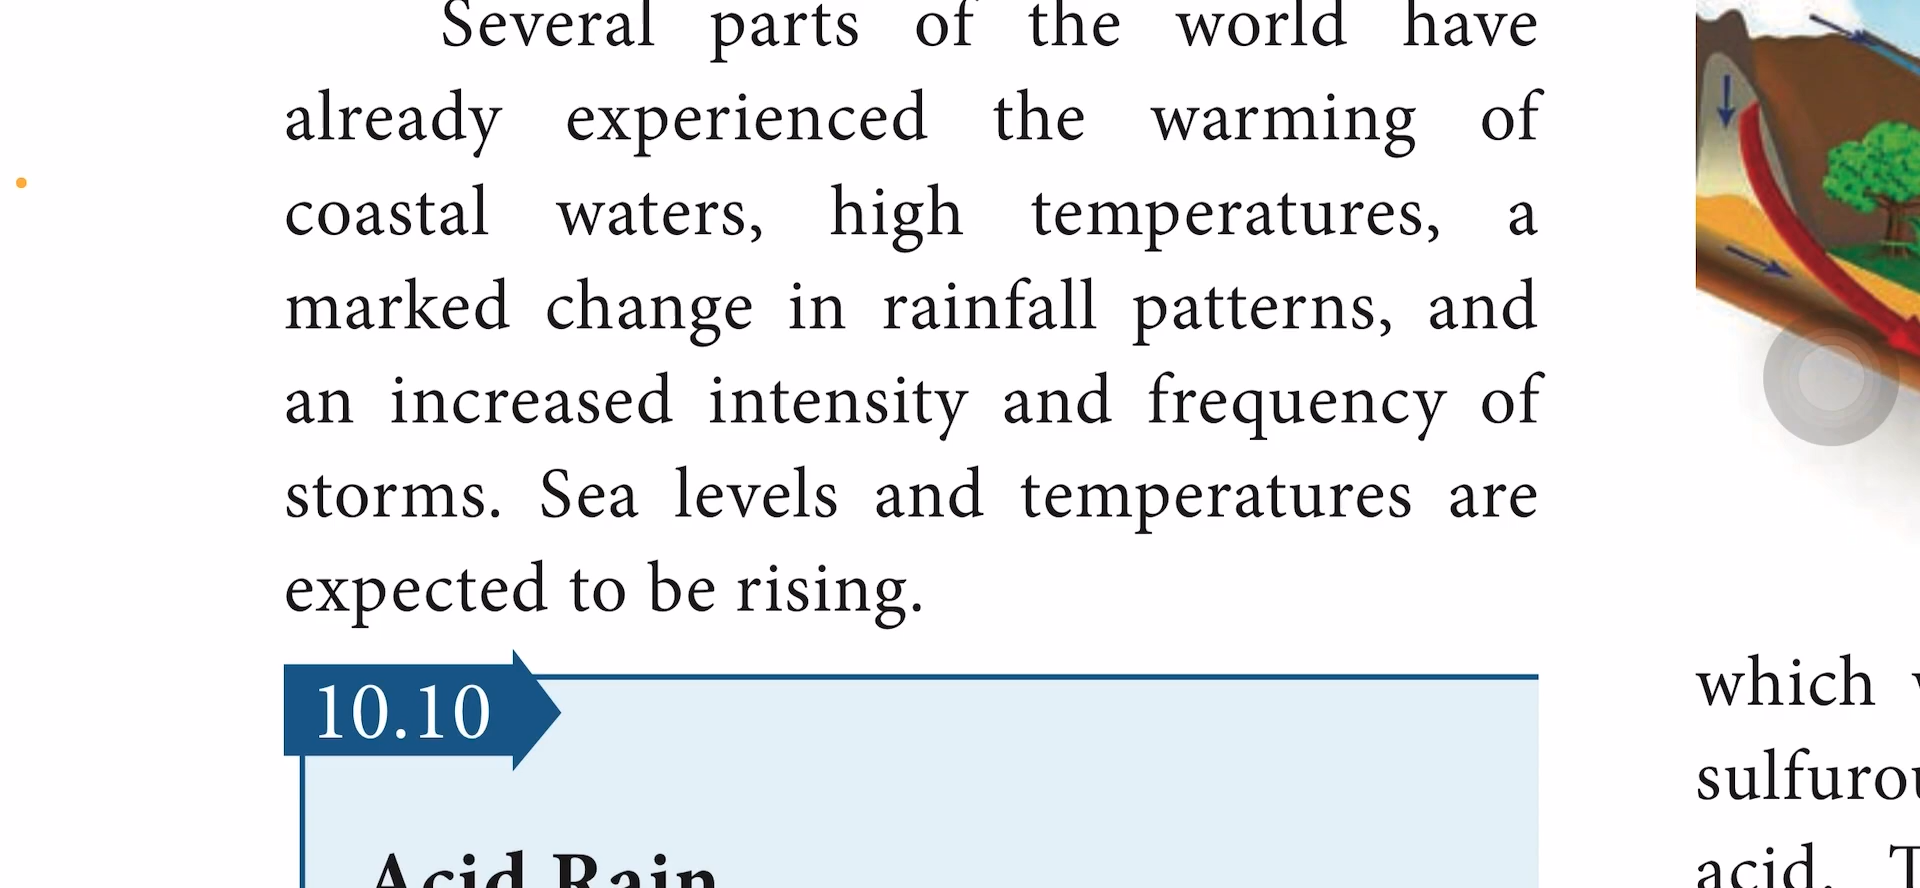 Several parts of the world have
already experienced the warming of
coastal waters, high temperatures, a
marked change in rainfall patterns, and
an increased intensity and frequency of
storms. Sea levels and temperatures are
expected to be rising.
10.10
Acid Rain
which
sulfurou
acid. T